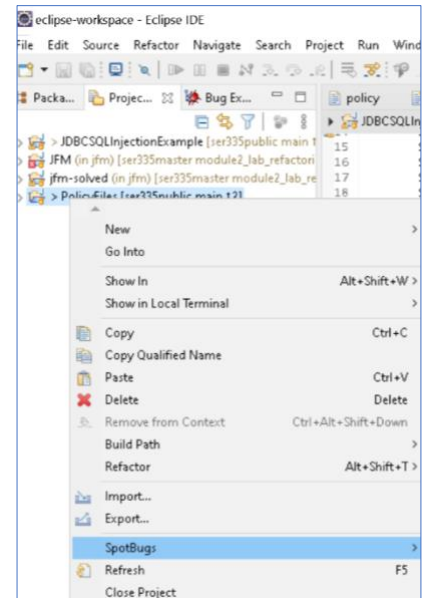 eclipse-workspace - Eclipse IDE
File Edit Source Refactor Navigate Search Project Run Wind
Packa... Projec... Bug Ex... policy
> JDBCSQLInjectionExample [ser335public main t JDBCSQLIn
JFM (in jfm) [ser335master module2_lab_refactori
jfm-solved (in jfm) [ser335master module2_lab_re
> PolicyFiles [ser335public main t2]
15
16
17
18
New
Go Into
Show In Alt+Shift+W >
Show in Local Terminal
Copy Ctrl+C
Copy Qualified Name
Paste Ctrl+V
Delete Delete
Remove from Context Ctrl+Alt+Shift+Down
Build Path
Refactor Alt+Shift+T >
Import...
Export...
SpotBugs
Refresh F5
Close Project